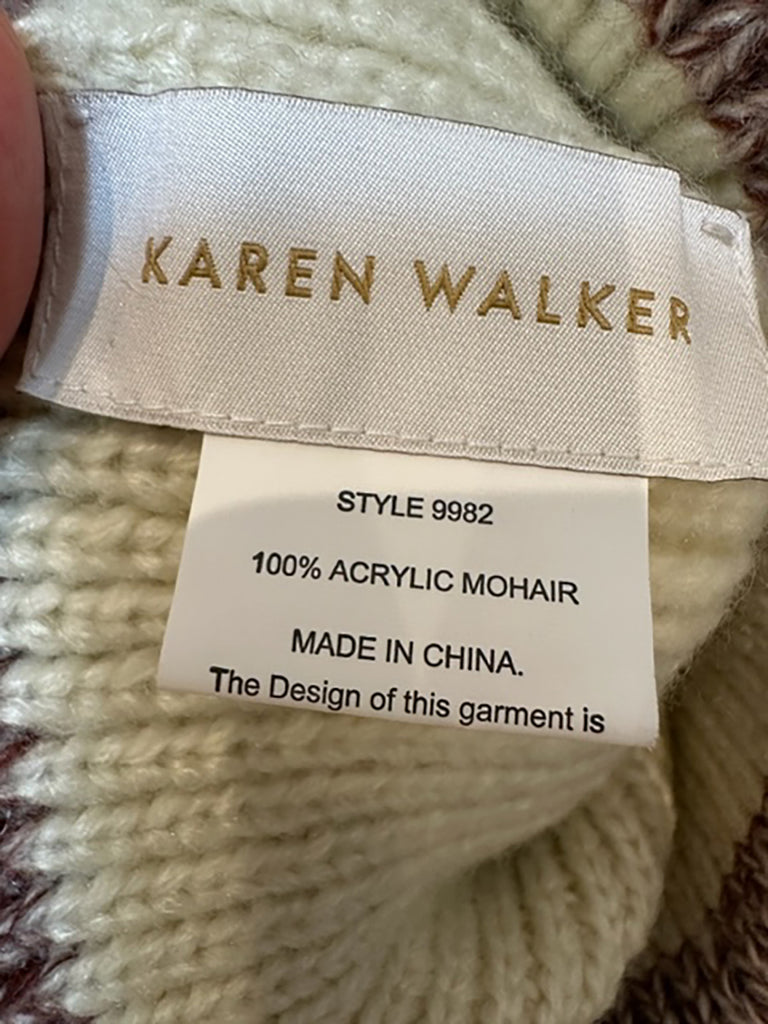 KAREN WALKER
STYLE 9982
100% ACRYLIC MOHAIR
MADE IN CHINA.
The Design of this garment is